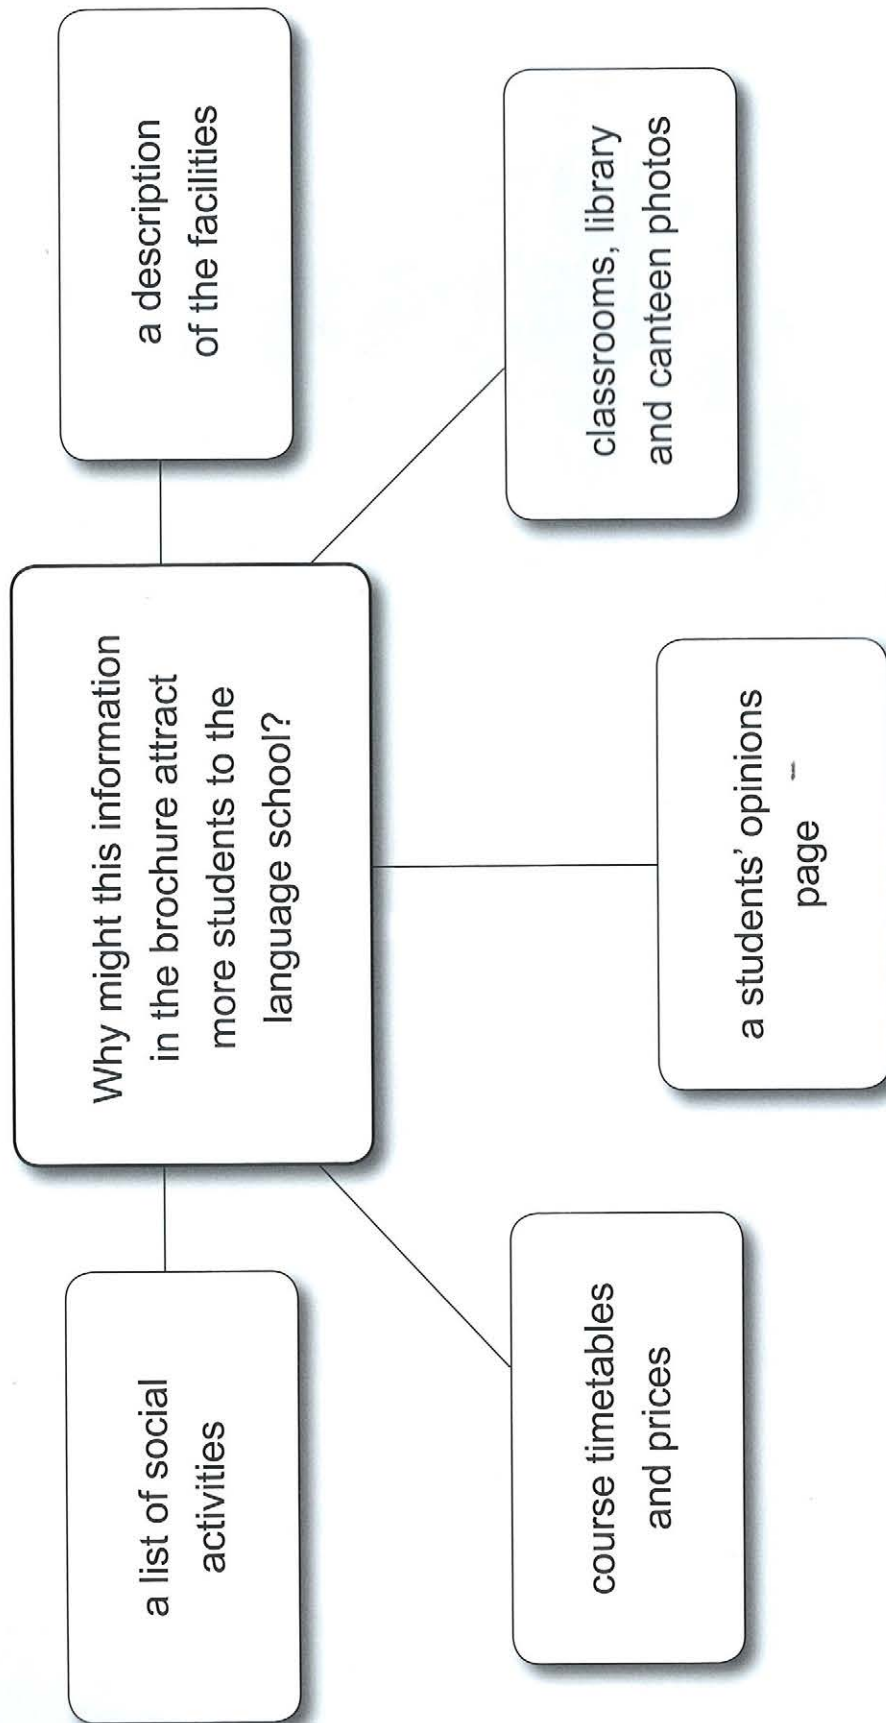 Why might this information
in the brochure attract
more students to the
language school?
a list of social
activities
a description
of the facilities
course timetables
and prices
classrooms, library
and canteen photos
a students' opinions
page